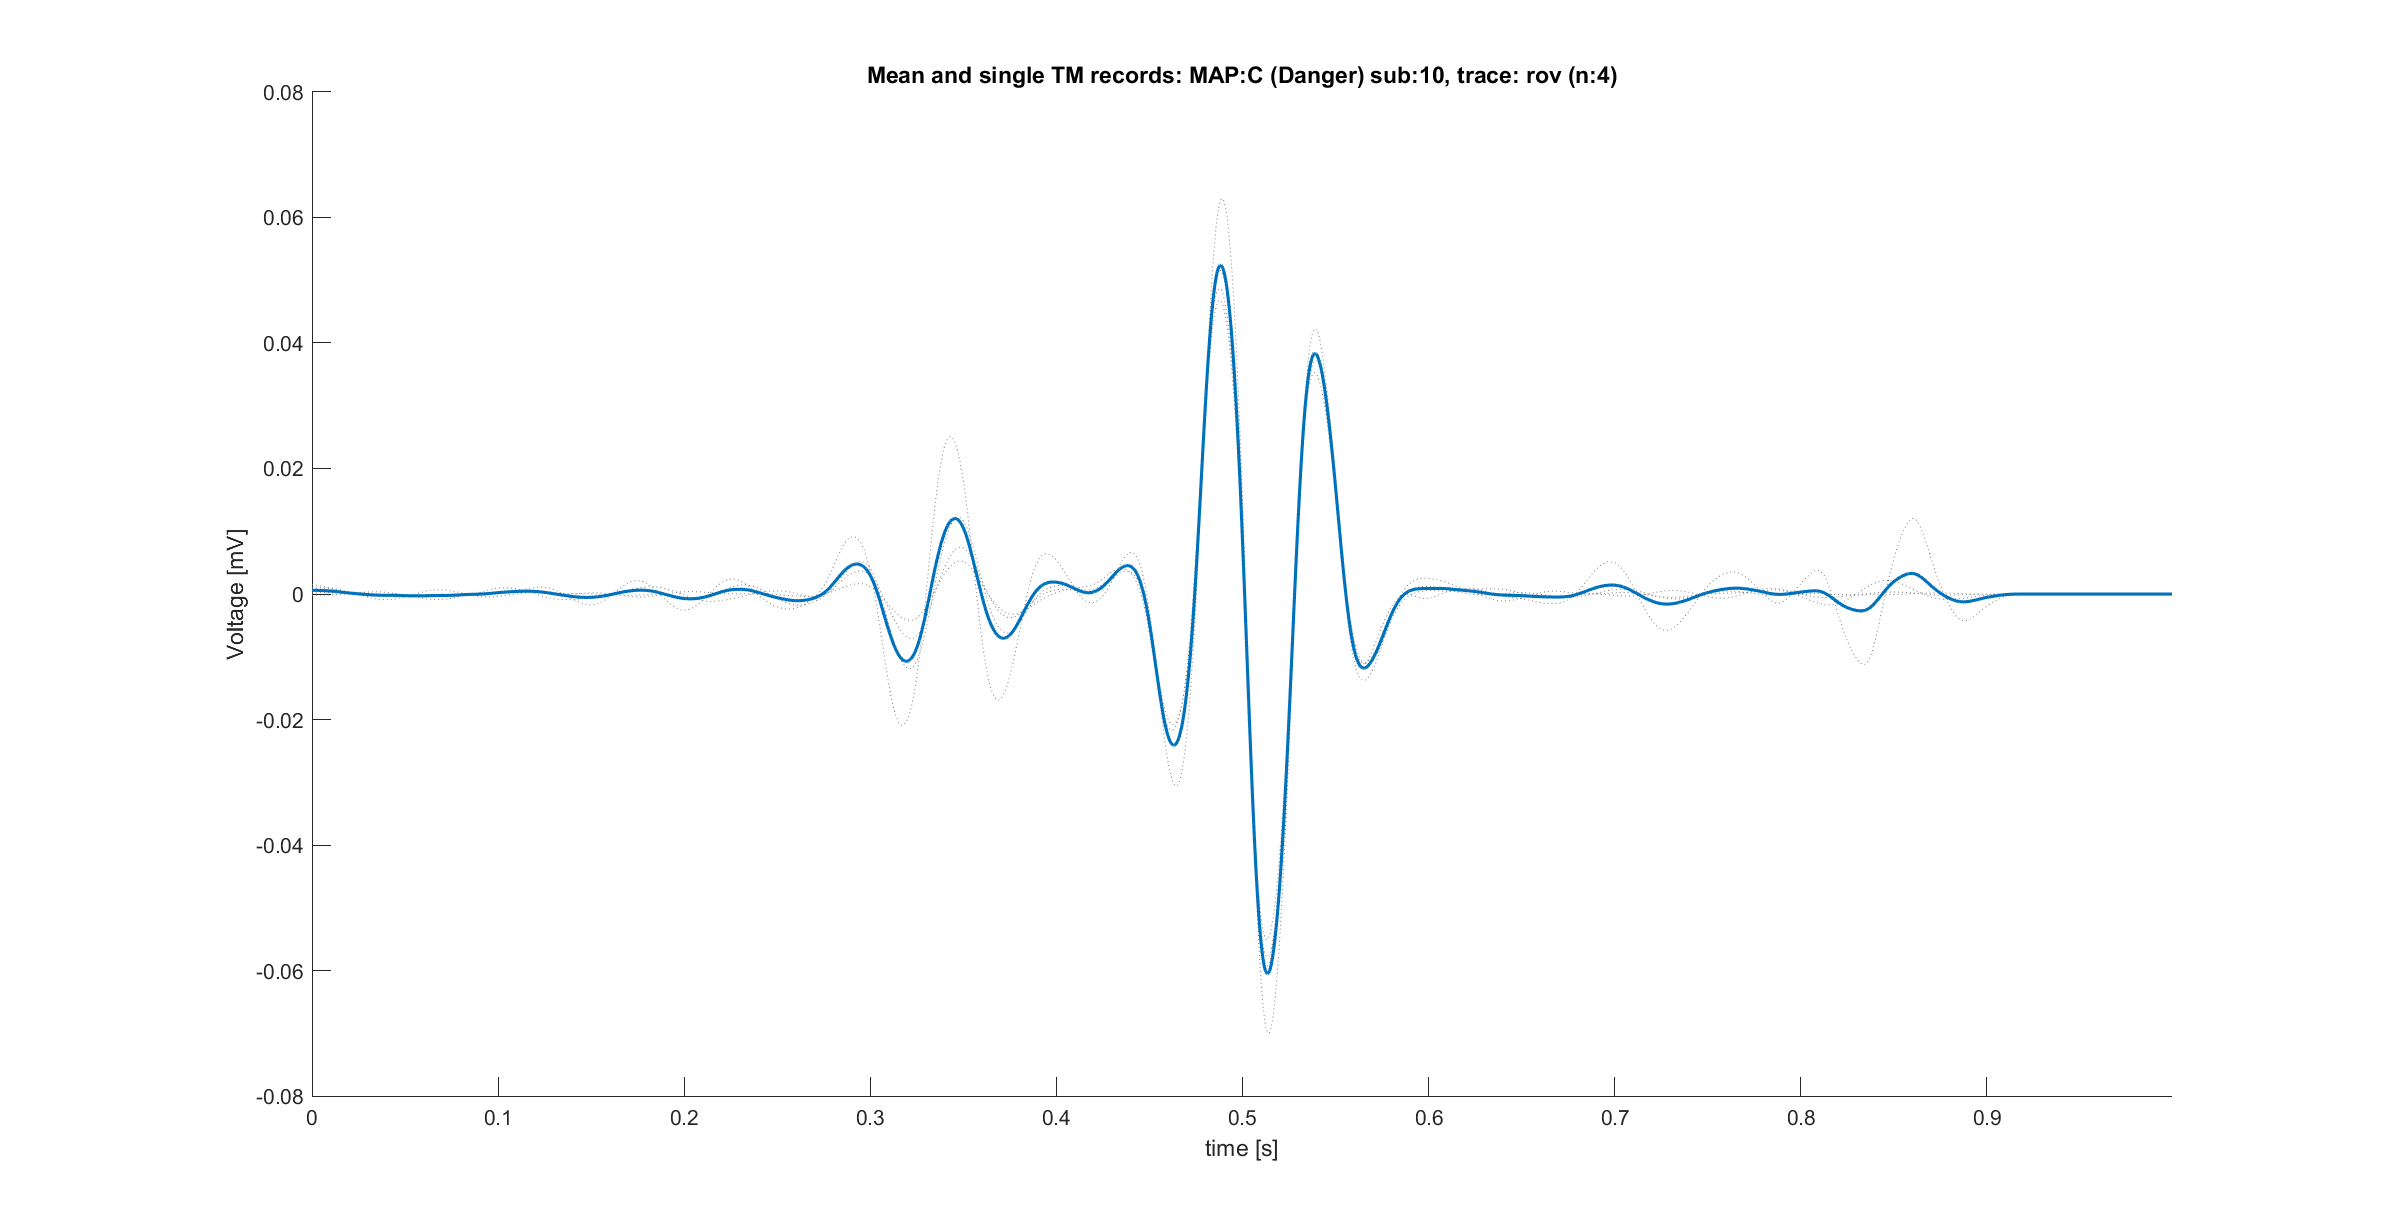 Mean and single TM records: MAP:C (Danger) sub:10, trace: rov (n:4)
0.08
0.06
0.04
0.02
0
-0.02
-0.04
-0.06
-0.08
Voltage [mV]
0 0.1 0.2 0.3 0.4 0.5 0.6 0.7 0.8 0.9
time [s]